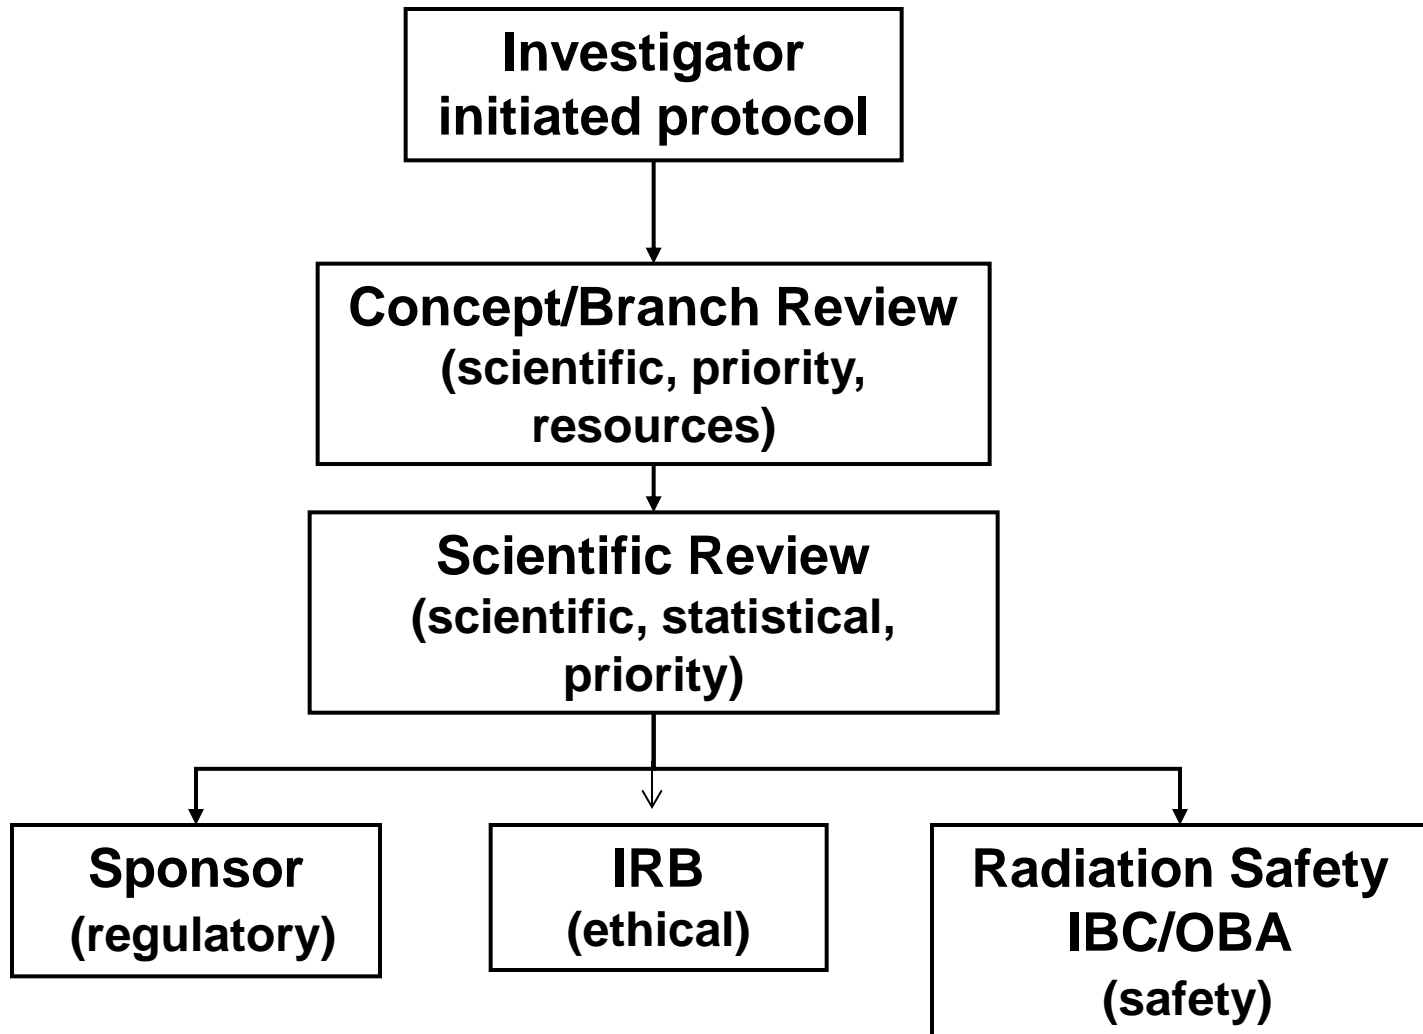 Investigator
initiated protocol
Concept/Branch Review
(scientific, priority,
resources)
Scientific Review
(scientific, statistical,
priority)
Sponsor
(regulatory)
IRB
(ethical)
Radiation Safety
IBC/OBA
(safety)